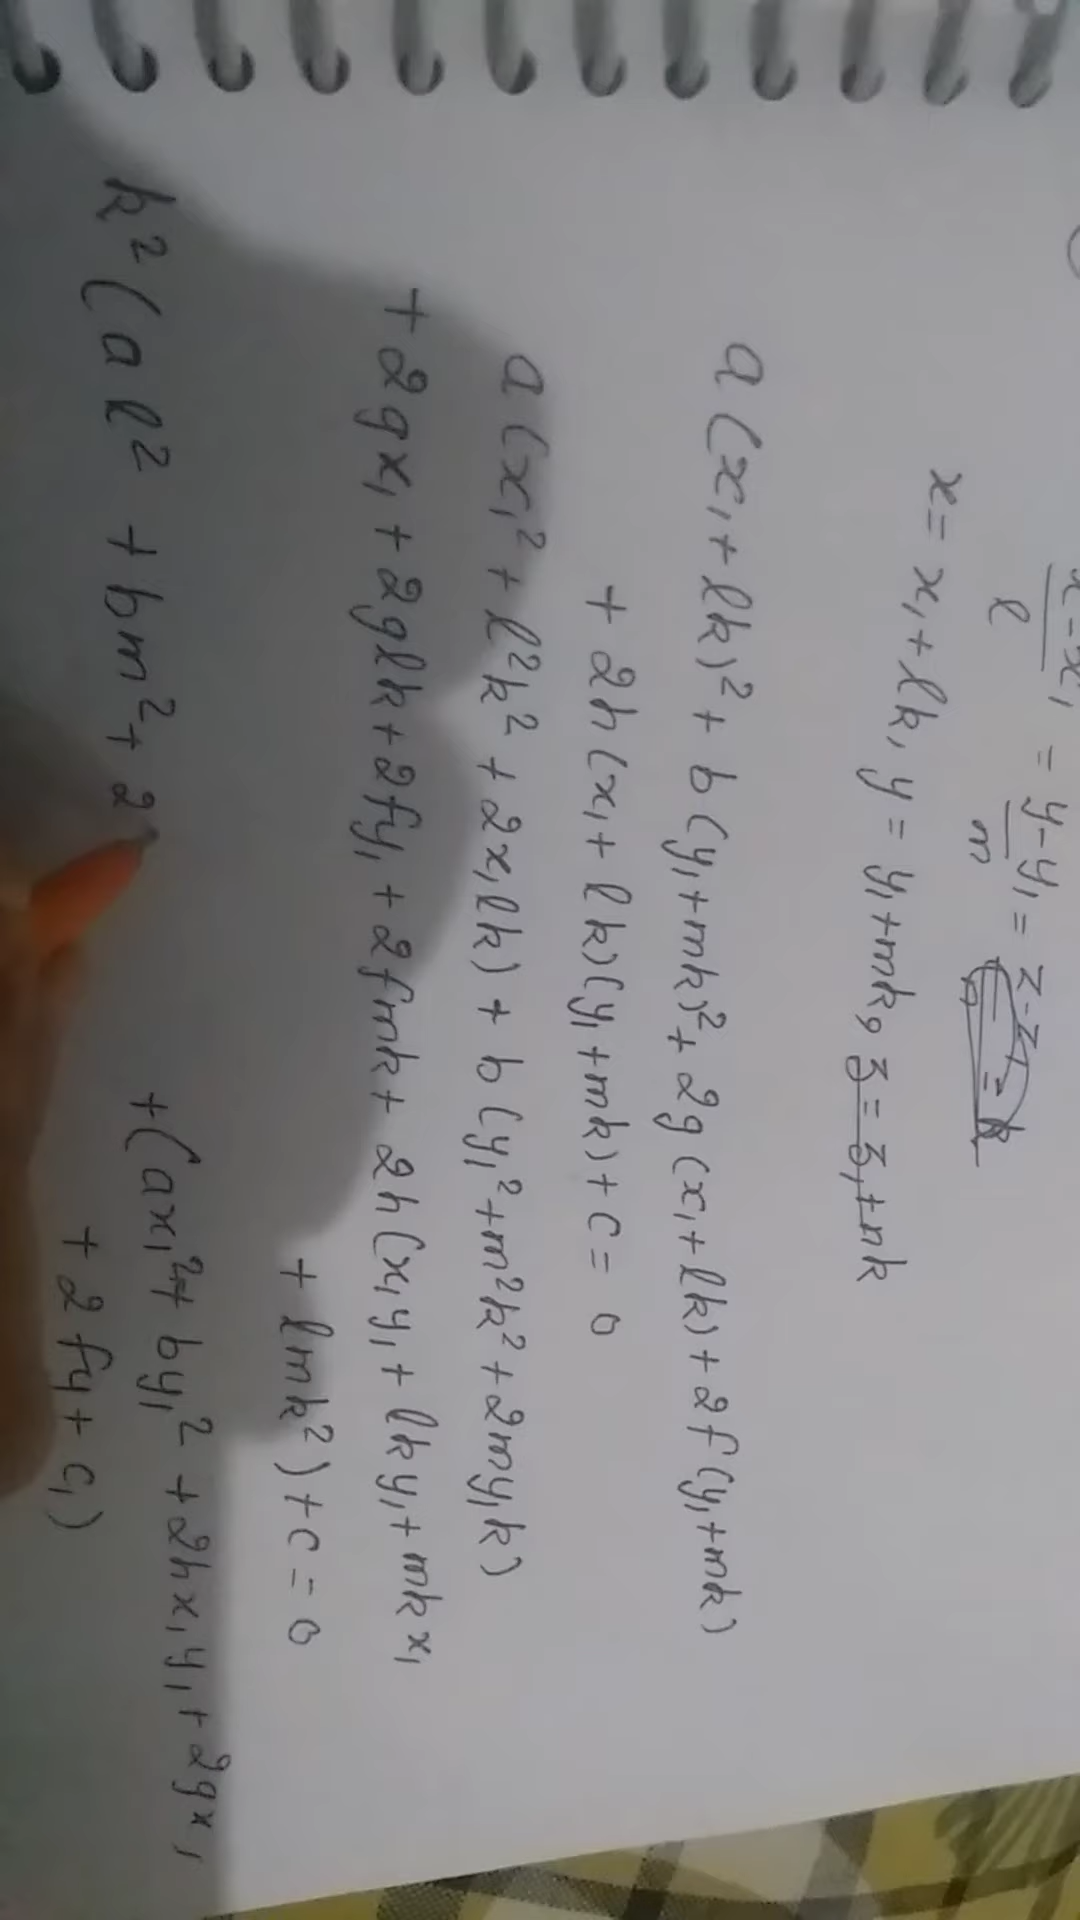 x-x₁/l = y-y₁/m = z-z₁ = k
x = x₁ + lk, y = y₁ + mk, z = z₁ + nk
a(x₁ + lk)² + b(y₁ + mk)² + 2g(x₁ + lk) + 2f(y₁ + mk)
+ 2h(x₁ + lk)(y₁ + mk) + c = 0
a(x₁² + l²k² + 2x₁lk) + b(y₁² + m²k² + 2my₁k)
+ 2gx₁ + 2glk + 2fy₁ + 2fmk + 2h(x₁y₁ + lky₁ + mkx₁
+ lmk²) + c = 0
k²(al² + bm² + 2
+(ax₁² + by₁² + 2hx₁y₁ + 2gx₁
+ 2fy + c₁)